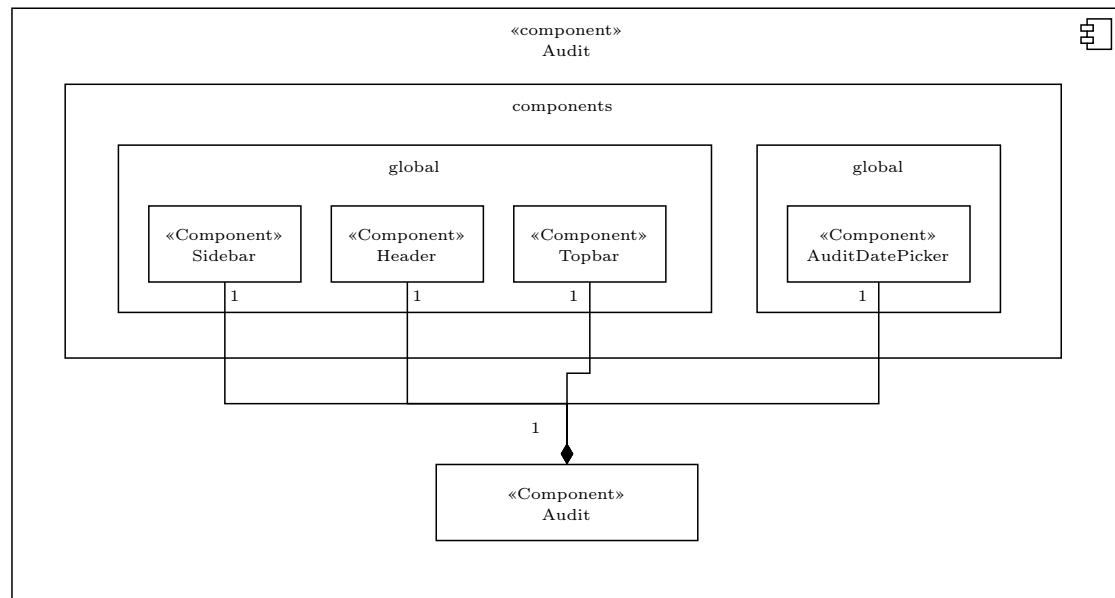 «component»
Audit
components
global
global
«Component»
Sidebar
«Component»
Header
«Component»
Topbar
«Component»
AuditDatePicker
1
1
1
1
1
«Component»
Audit